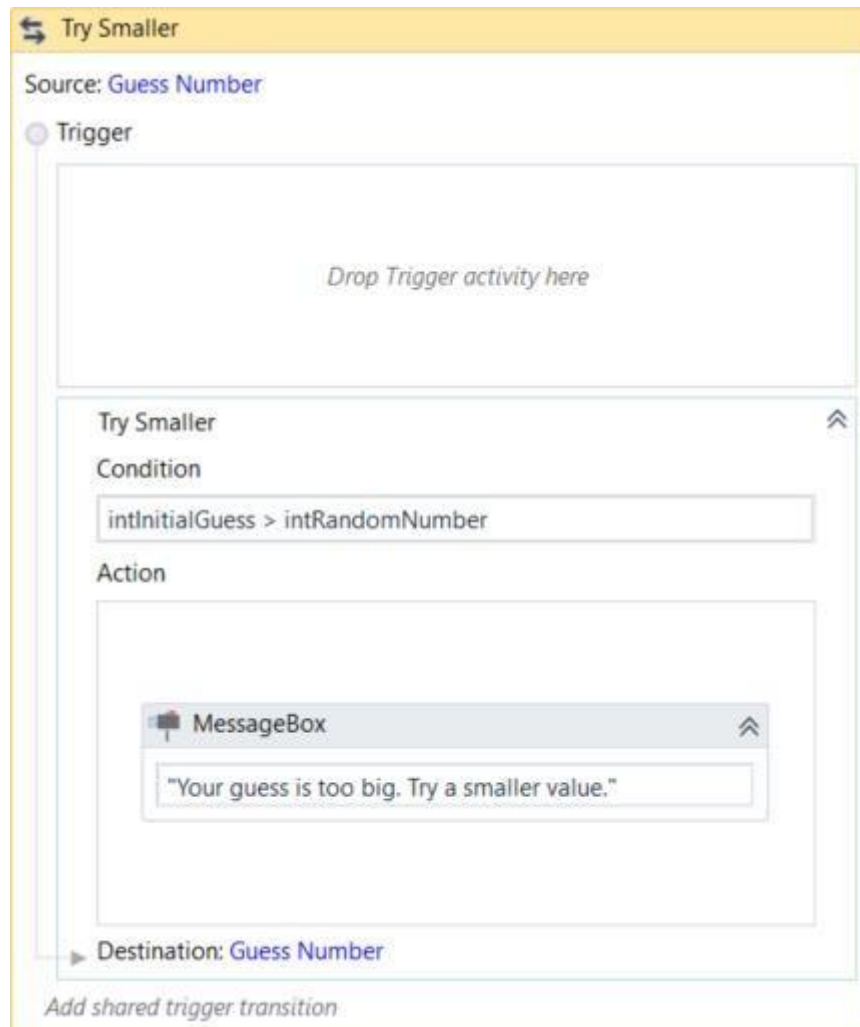 Try Smaller
Source: Guess Number
Trigger
Drop Trigger activity here
Try Smaller
Condition
intInitialGuess > intRandomNumber
Action
MessageBox
"Your guess is too big. Try a smaller value."
Destination: Guess Number
Add shared trigger transition